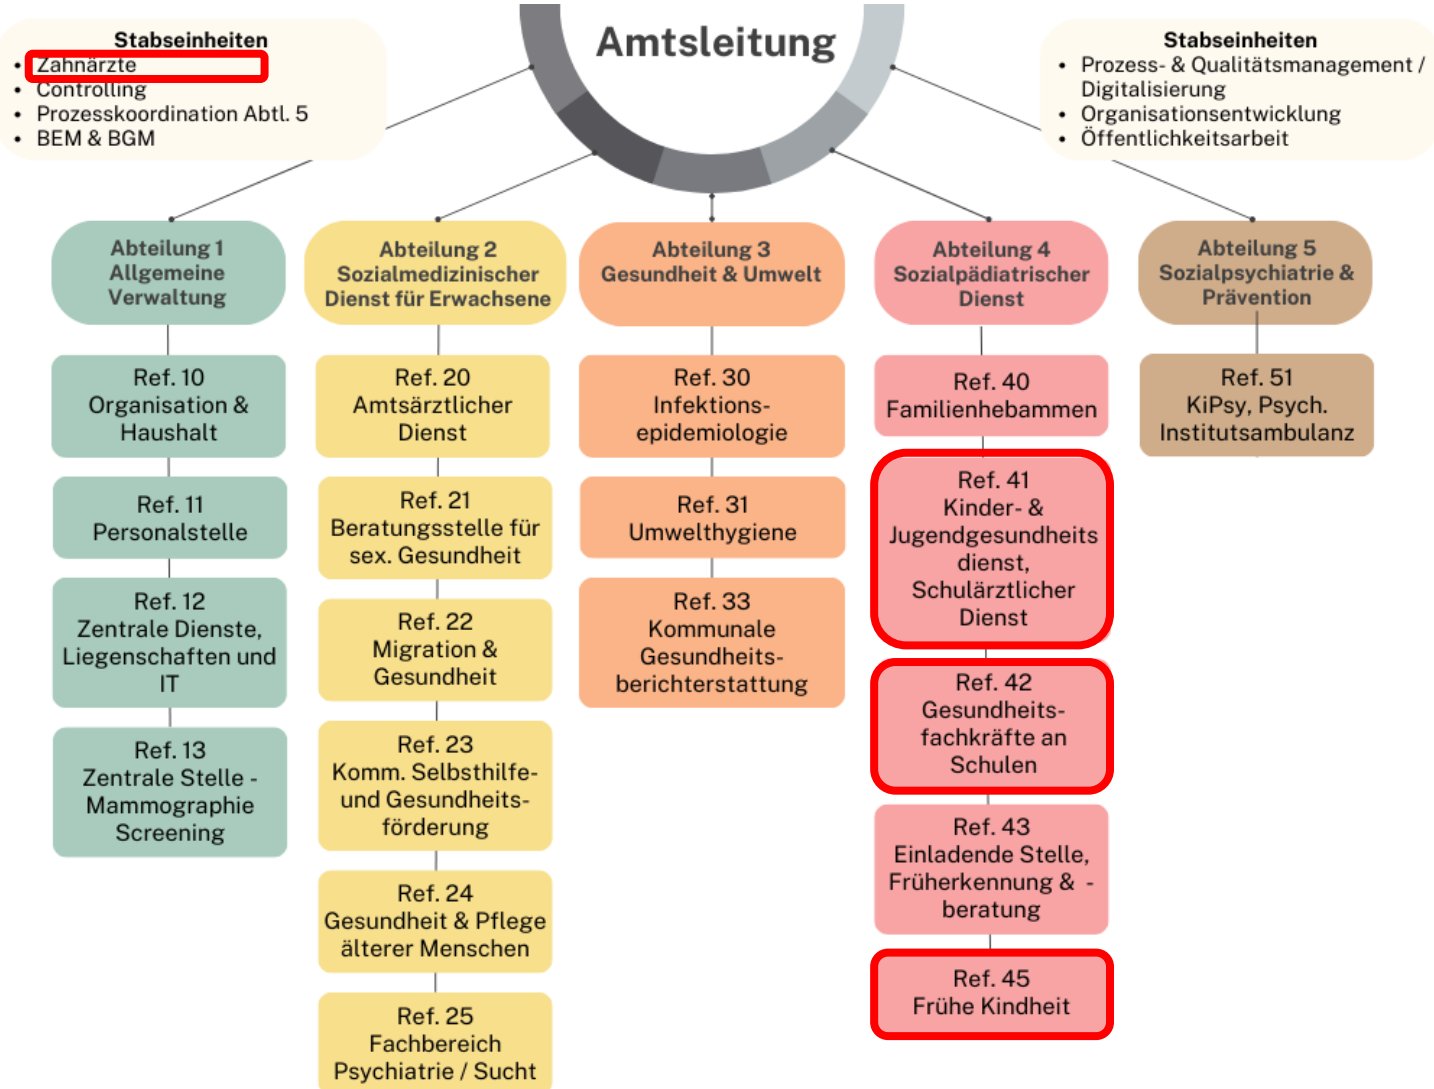 Amtsleitung
Stabseinheiten
• Zahnärzte
• Controlling
• Prozesskoordination Abtl. 5
• BEM & BGM
Stabseinheiten
• Prozess- & Qualitätsmanagement /
Digitalisierung
• Organisationsentwicklung
• Öffentlichkeitsarbeit
Abteilung 1
Allgemeine
Verwaltung
Ref. 10
Organisation &
Haushalt
Ref. 11
Personalstelle
Ref. 12
Zentrale Dienste,
Liegenschaften und
IT
Ref. 13
Zentrale Stelle -
Mammographie
Screening
Abteilung 2
Sozialmedizinischer
Dienst für Erwachsene
Ref. 20
Amtsärztlicher
Dienst
Ref. 21
Beratungsstelle für
sex. Gesundheit
Ref. 22
Migration &
Gesundheit
Ref. 23
Komm. Selbsthilfe-
und Gesundheits-
förderung
Ref. 24
Gesundheit & Pflege
älterer Menschen
Ref. 25
Fachbereich
Psychiatrie / Sucht
Abteilung 3
Gesundheit & Umwelt
Ref. 30
Infektions-
epidemiologie
Ref. 31
Umwelthygiene
Ref. 33
Kommunale
Gesundheits-
berichterstattung
Abteilung 4
Sozialpädiatrischer
Dienst
Ref. 40
Familienhebammen
Ref. 41
Kinder- &
Jugendgesundheits
dienst,
Schulärztlicher
Dienst
Ref. 42
Gesundheits-
fachkräfte an
Schulen
Ref. 43
Einladende Stelle,
Früherkennung & -
beratung
Ref. 45
Frühe Kindheit
Abteilung 5
Sozialpsychiatrie &
Prävention
Ref. 51
KiPsy, Psych.
Institutsambulanz